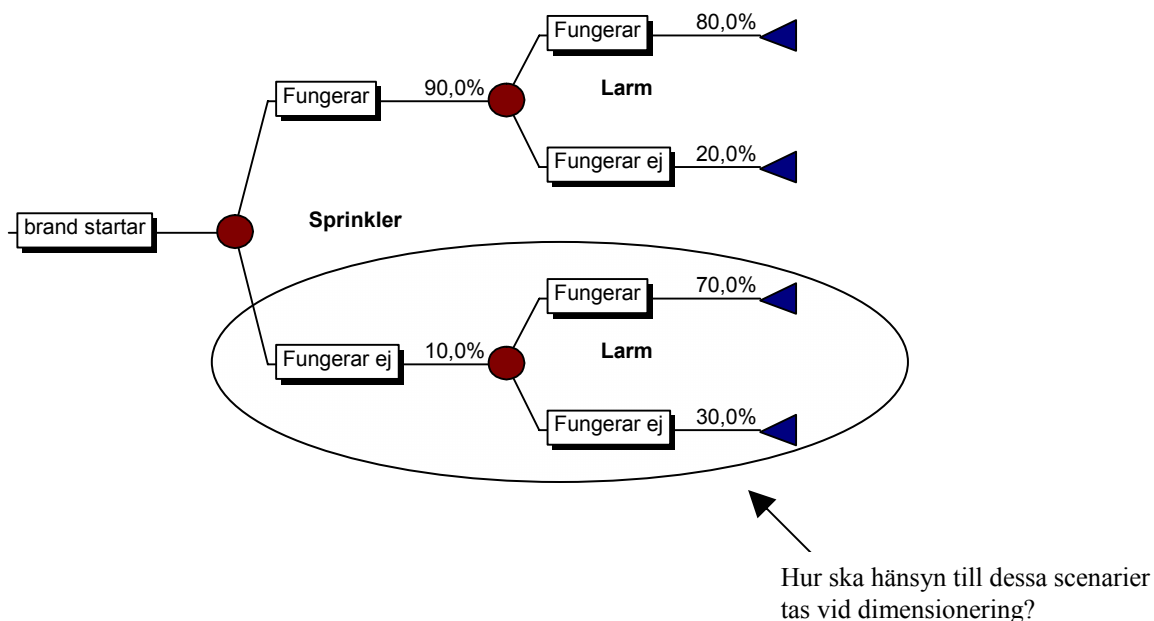 Fungerar
80,0%
Larm
Fungerar
90,0%
Fungerar ej
20,0%
brand startar
Sprinkler
Fungerar
70,0%
Larm
Fungerar ej
10,0%
Fungerar ej
30,0%
Hur ska hänsyn till dessa scenarier
tas vid dimensionering?